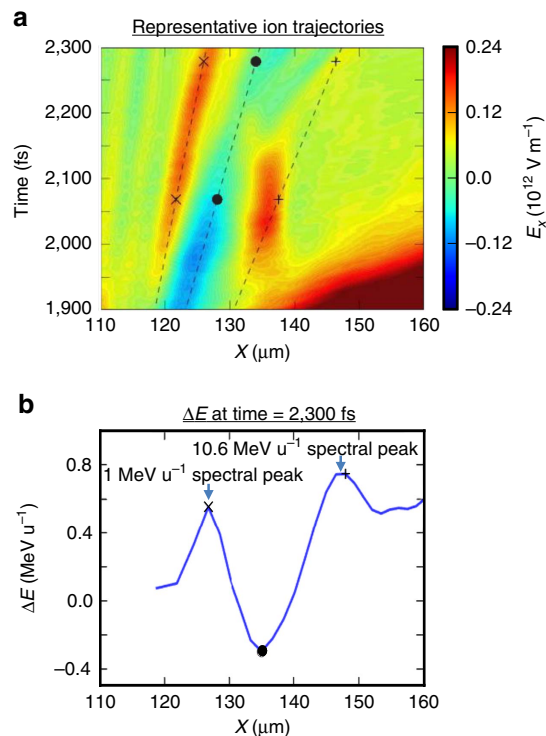 a
Representative ion trajectories
2,300
2,200
2,100
2,000
1,900
Time (fs)
110 120 130 140 150 160
X (μm)
0.24
0.12
0.0
−0.12
−0.24
Eₓ (10¹² V m⁻¹)
b
ΔE at time = 2,300 fs
10.6 MeV u⁻¹ spectral peak
1 MeV u⁻¹ spectral peak
0.8
0.4
0.0
−0.4
ΔE (MeV u⁻¹)
110 120 130 140 150 160
X (μm)